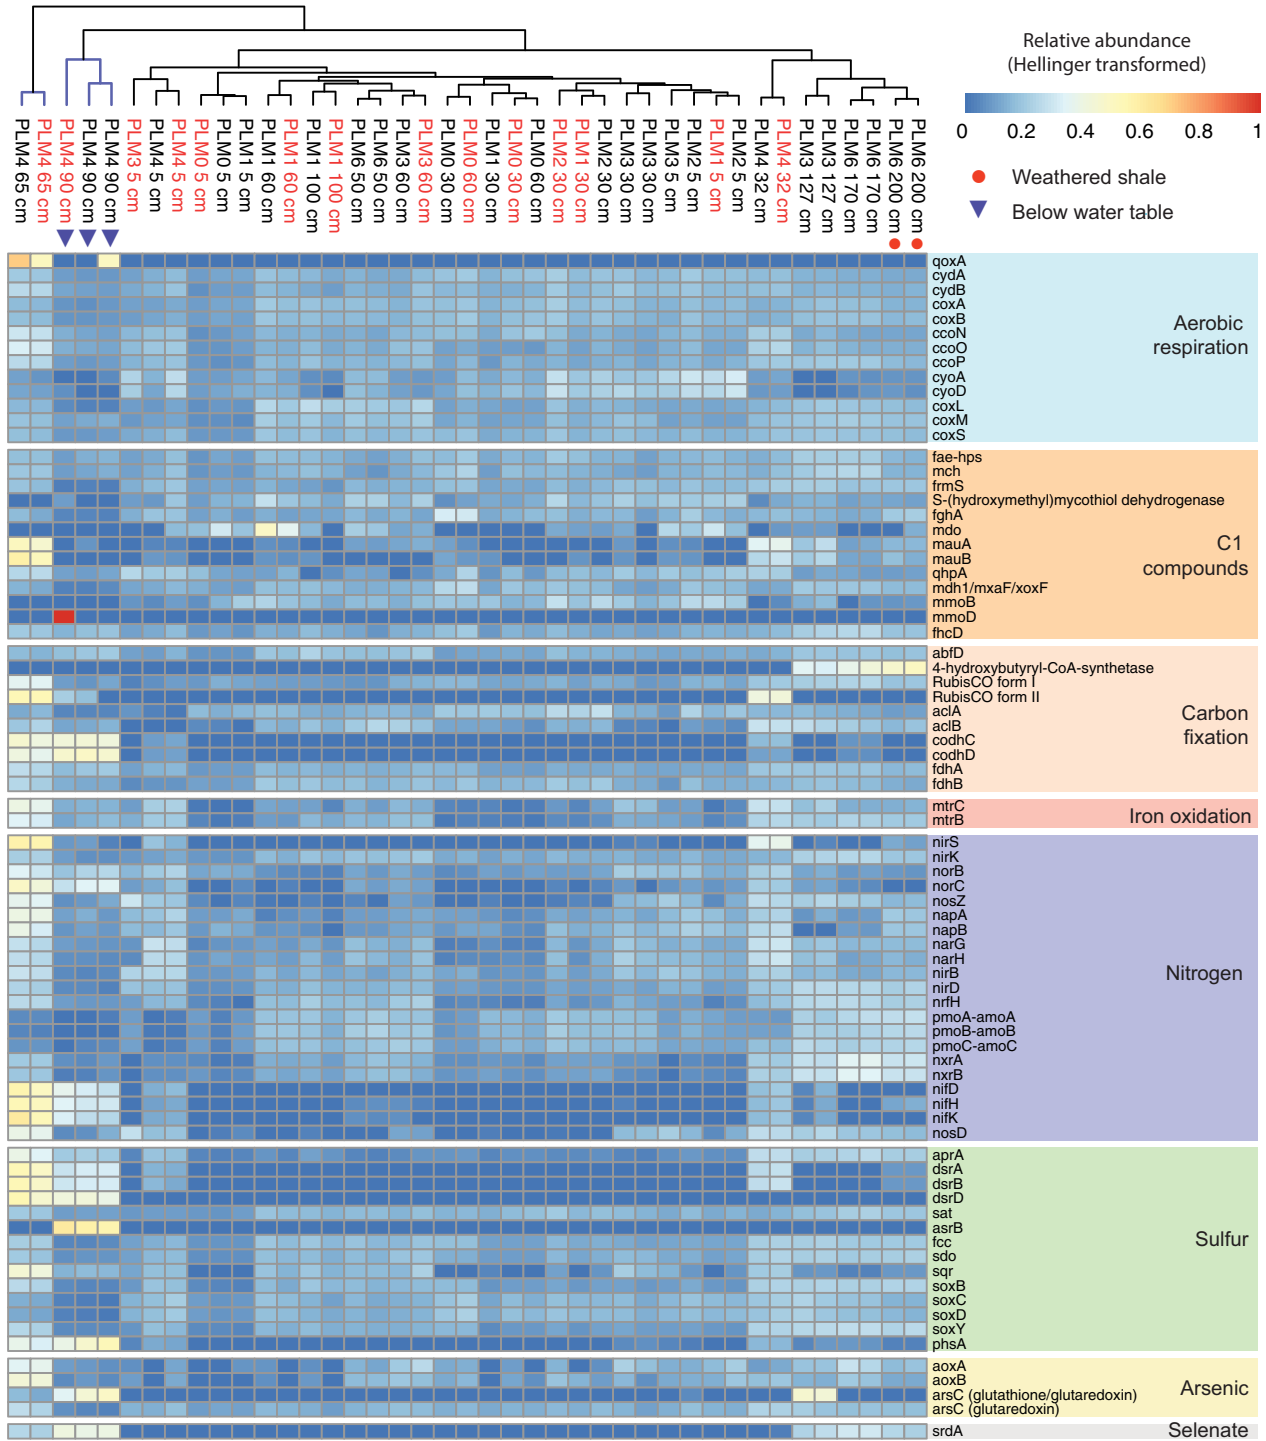 Relative abundance
(Hellinger transformed)
0 0.2 0.4 0.6 0.8 1
Weathered shale
Below water table
PLM4 65 cm
PLM4 65 cm
PLM4 90 cm
PLM4 90 cm
PLM4 90 cm
PLM3 5 cm
PLM4 5 cm
PLM4 5 cm
PLM0 5 cm
PLM0 5 cm
PLM1 5 cm
PLM1 60 cm
PLM1 60 cm
PLM1 100 cm
PLM1 100 cm
PLM6 50 cm
PLM6 50 cm
PLM3 60 cm
PLM3 60 cm
PLM0 30 cm
PLM0 60 cm
PLM1 30 cm
PLM0 30 cm
PLM0 60 cm
PLM2 30 cm
PLM1 30 cm
PLM2 30 cm
PLM3 30 cm
PLM3 30 cm
PLM3 5 cm
PLM2 5 cm
PLM1 5 cm
PLM2 5 cm
PLM4 32 cm
PLM4 32 cm
PLM3 127 cm
PLM3 127 cm
PLM6 170 cm
PLM6 170 cm
PLM6 200 cm
PLM6 200 cm
qoxA
cydA
cydB
coxA
coxB
ccoN
ccoO
ccoP
cyoA
cyoD
coxL
coxM
coxS
Aerobic
respiration
fae-hps
mch
frmS
S-(hydroxymethyl)mycothiol dehydrogenase
fghA
mdo
mauA
mauB
qhpA
mdh1/mxaF/xoxF
mmoB
mmoD
fhcD
C1
compounds
abfD
4-hydroxybutyryl-CoA-synthetase
RubisCO form I
RubisCO form II
aclA
aclB
codhC
codhD
fdhA
fdhB
Carbon
fixation
mtrC
mtrB
Iron oxidation
nirS
nirK
norB
norC
nosZ
napA
napB
narG
narH
nirB
nirD
nrfH
pmoA-amoA
pmoB-amoB
pmoC-amoC
nxrA
nxrB
nifD
nifH
nifK
nosD
Nitrogen
aprA
dsrA
dsrB
dsrD
sat
asrB
fcc
sdo
sqr
soxB
soxC
soxD
soxY
phsA
Sulfur
aoxA
aoxB
arsC (glutathione/glutaredoxin)
arsC (glutaredoxin)
Arsenic
srdA
Selenate